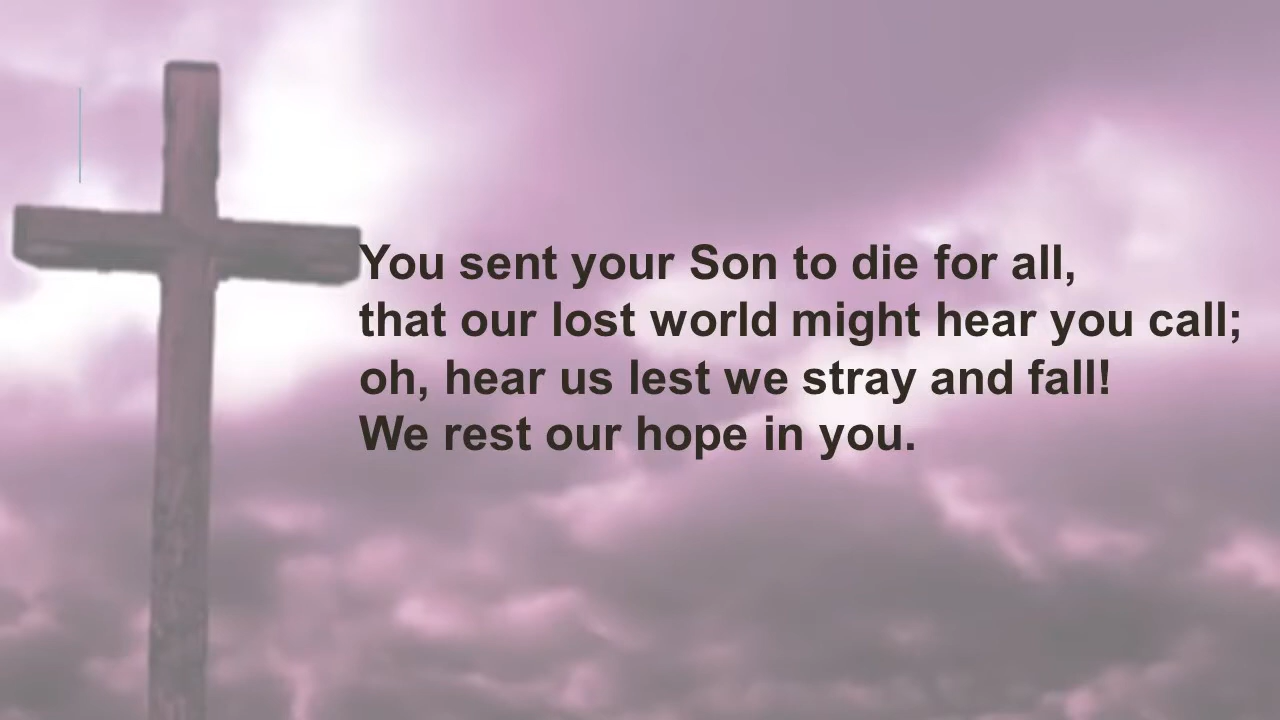 You sent your Son to die for all,
that our lost world might hear you call;
oh, hear us lest we stray and fall!
We rest our hope in you.